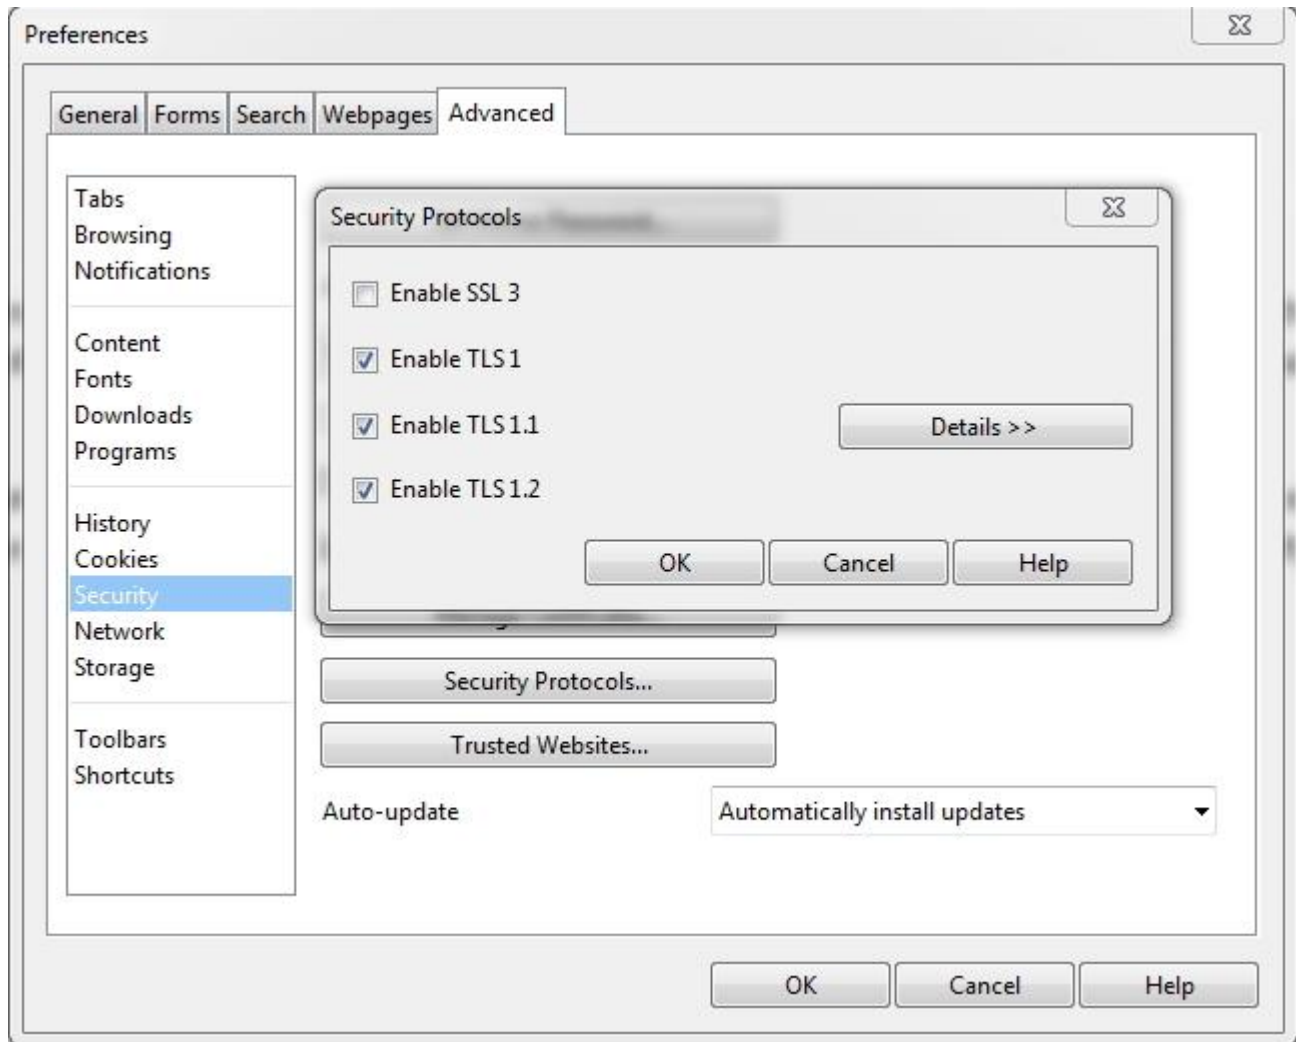 Preferences
General Forms Search Webpages Advanced
Tabs
Browsing
Notifications
Content
Fonts
Downloads
Programs
History
Cookies
Security
Network
Storage
Toolbars
Shortcuts
Security Protocols
Enable SSL 3
Enable TLS 1
Enable TLS 1.1
Details >>
Enable TLS 1.2
OK Cancel Help
Security Protocols...
Trusted Websites...
Auto-update Automatically install updates
OK Cancel Help